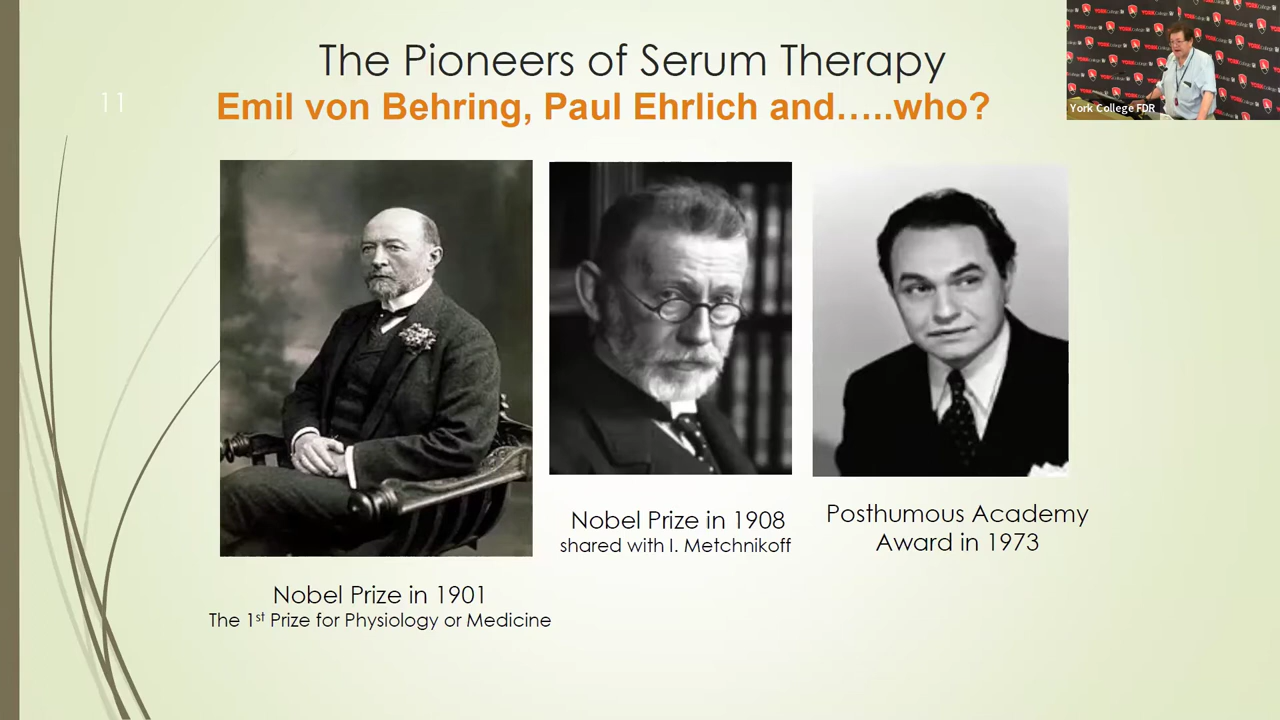 The Pioneers of Serum Therapy
11
Emil von Behring, Paul Ehrlich and…..who?
York College FDR
Nobel Prize in 1908
shared with I. Metchnikoff
Posthumous Academy
Award in 1973
Nobel Prize in 1901
The 1st Prize for Physiology or Medicine